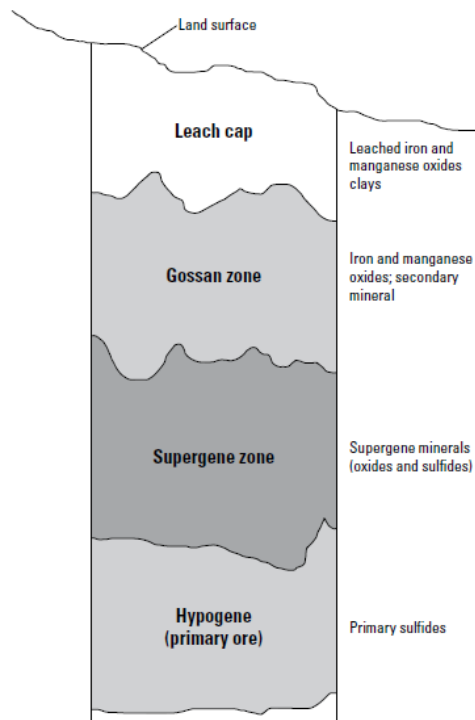 Land surface
Leach cap
Leached iron and
manganese oxides
clays
Gossan zone
Iron and manganese
oxides; secondary
mineral
Supergene zone
Supergene minerals
(oxides and sulfides)
Hypogene
(primary ore)
Primary sulfides